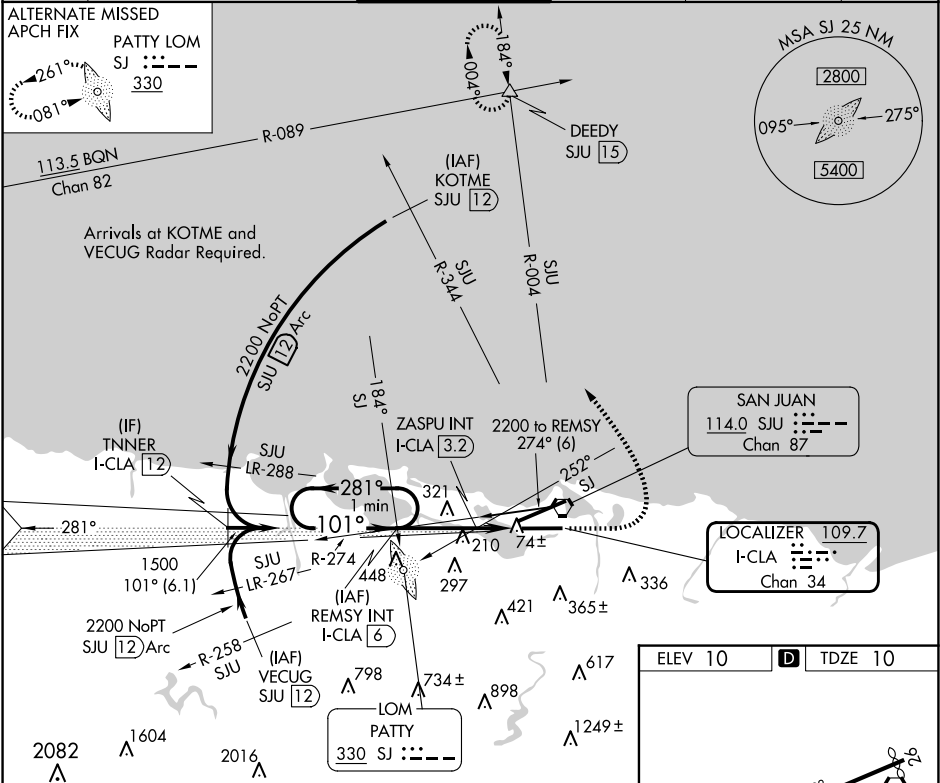 ALTERNATE MISSED
APCH FIX
PATTY LOM
SJ
330
261°
081°
184°
004°
MSA SJ 25 NM
2800
095°
275°
5400
DEEDY
SJU 15
R-089
113.5 BQN
Chan 82
(IAF)
KOTME
SJU 12
Arrivals at KOTME and
VECUG Radar Required.
SJU
R-344
SJU
R-004
2200 NoPT
SJU 12 Arc
184°
SJ
SAN JUAN
114.0 SJU
Chan 87
(IF)
TNNER
I-CLA 12
ZASPU INT
I-CLA 3.2
2200 to REMSY
274° (6)
SJU
LR-288
252°
SJ
281°
1 min
321
281°
101°
LOCALIZER 109.7
I-CLA
Chan 34
210
74±
1500
101° (6.1)
SJU
LR-267
R-274
448
297
336
(IAF)
REMSY INT
I-CLA 6
365±
421
2200 NoPT
SJU 12 Arc
R-258
SJU
(IAF)
VECUG
SJU 12
ELEV 10
D
TDZE 10
617
798
734±
898
LOM
PATTY
330 SJ
1249±
1604
2016
2082
26